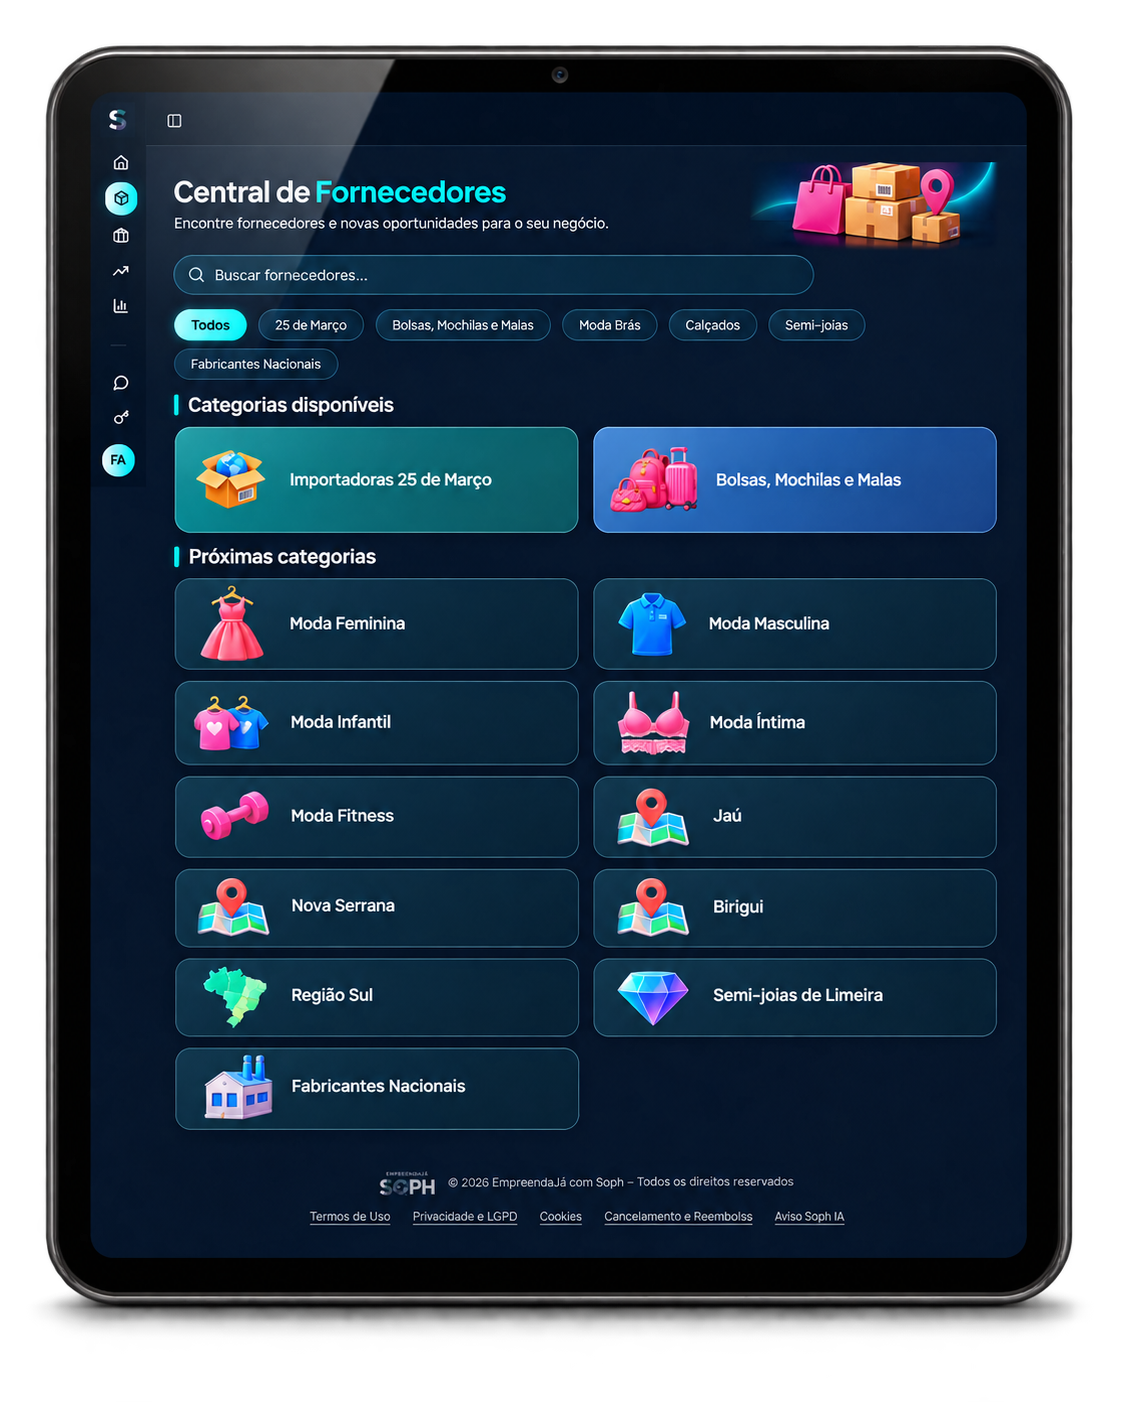 S
Central de Fornecedores
Encontre fornecedores e novas oportunidades para o seu negócio.
Buscar fornecedores...
Todos
25 de Março
Bolsas, Mochilas e Malas
Moda Brás
Calçados
Semi-joias
Fabricantes Nacionais
FA
Categorias disponíveis
Importadoras 25 de Março
Bolsas, Mochilas e Malas
Próximas categorias
Moda Feminina
Moda Masculina
Moda Infantil
Moda Íntima
Moda Fitness
Jaú
Nova Serrana
Birigui
Região Sul
Semi-joias de Limeira
Fabricantes Nacionais
EMPREENDAJÁ
SOPH
© 2026 EmpreendaJá com Soph – Todos os direitos reservados
Termos de Uso
Privacidade e LGPD
Cookies
Cancelamento e Reembolss
Aviso Soph IA